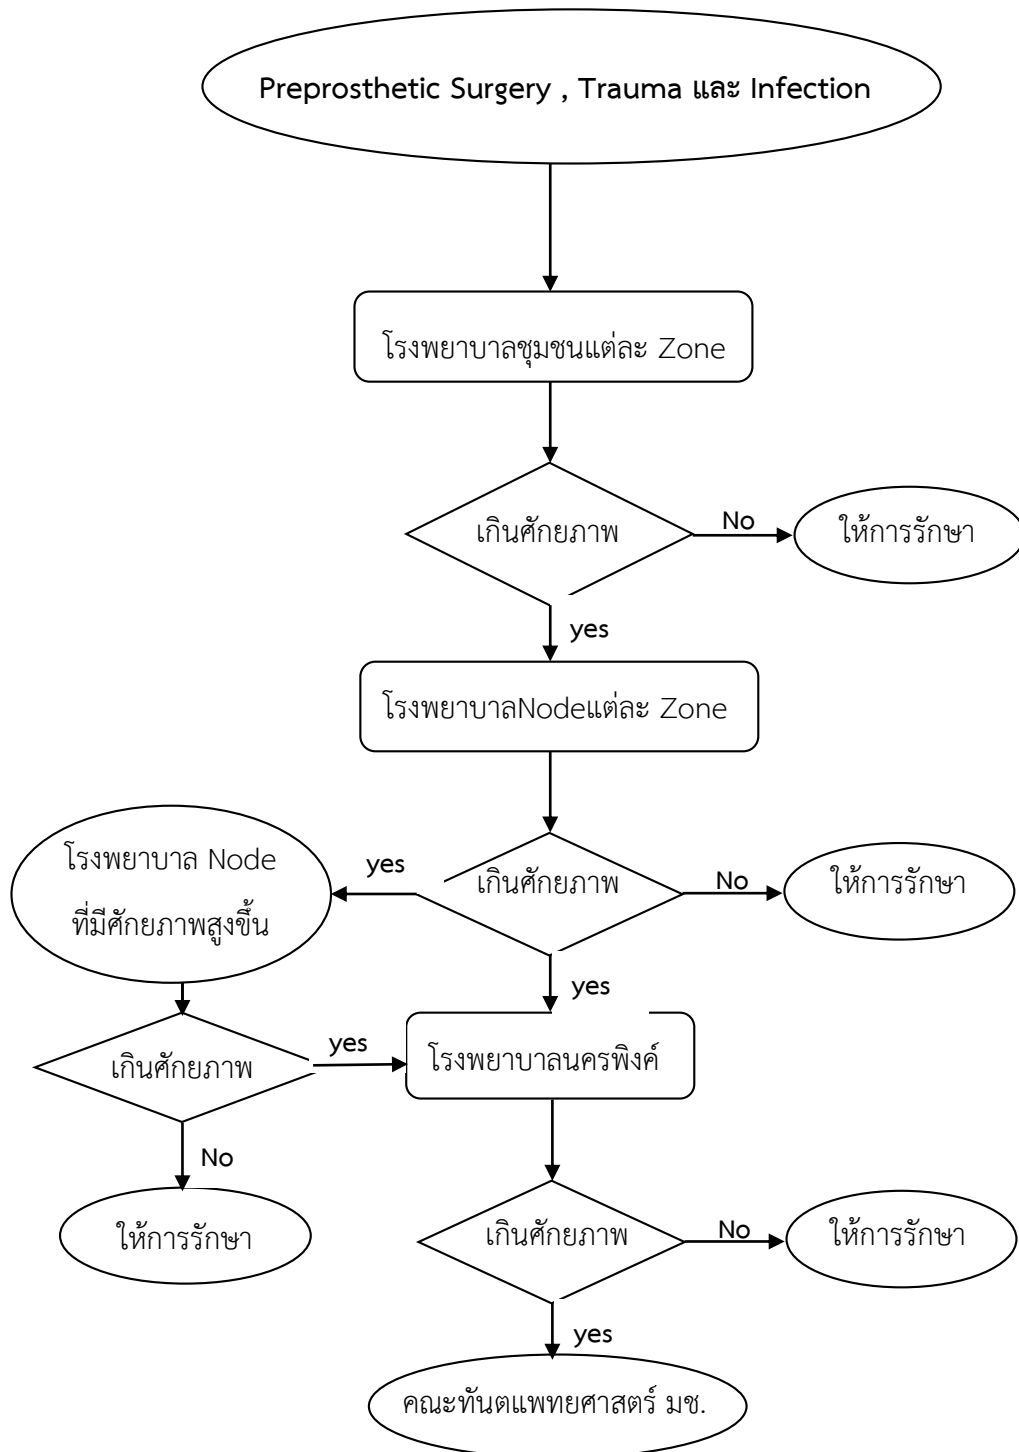 Preprosthetic Surgery , Trauma และ Infection
โรงพยาบาลชุมชนแต่ละ Zone
เกินศักยภาพ
No
ให้การรักษา
yes
โรงพยาบาลNodeแต่ละ Zone
โรงพยาบาล Node
ที่มีศักยภาพสูงขึ้น
yes
เกินศักยภาพ
No
ให้การรักษา
yes
เกินศักยภาพ
yes
โรงพยาบาลนครพิงค์
No
ให้การรักษา
เกินศักยภาพ
No
ให้การรักษา
yes
คณะทันตแพทยศาสตร์ มช.